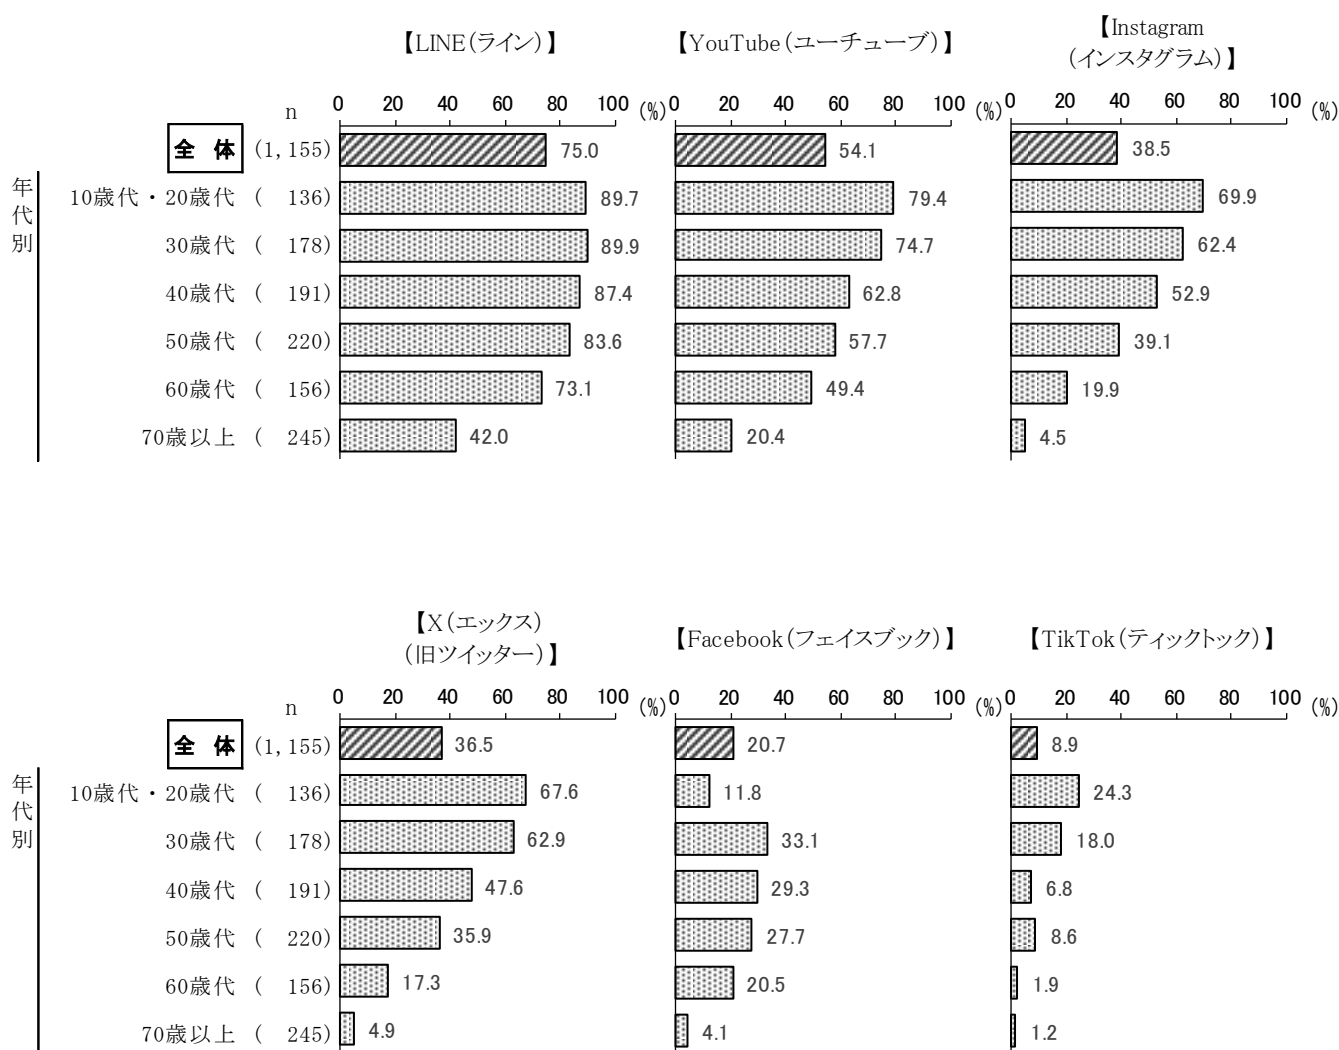 【LINE(ライン)】 【YouTube(ユーチューブ)】 【Instagram
(インスタグラム)】
n 0 20 40 60 80 100 (%) 0 20 40 60 80 100 (%) 0 20 40 60 80 100 (%)
全 体 (1,155) 75.0 54.1 38.5
年代別
10歳代・20歳代 ( 136) 89.7 79.4 69.9
30歳代 ( 178) 89.9 74.7 62.4
40歳代 ( 191) 87.4 62.8 52.9
50歳代 ( 220) 83.6 57.7 39.1
60歳代 ( 156) 73.1 49.4 19.9
70歳以上 ( 245) 42.0 20.4 4.5
【X(エックス)
(旧ツイッター)】 【Facebook(フェイスブック)】 【TikTok(ティックトック)】
n 0 20 40 60 80 100 (%) 0 20 40 60 80 100 (%) 0 20 40 60 80 100 (%)
全 体 (1,155) 36.5 20.7 8.9
年代別
10歳代・20歳代 ( 136) 67.6 11.8 24.3
30歳代 ( 178) 62.9 33.1 18.0
40歳代 ( 191) 47.6 29.3 6.8
50歳代 ( 220) 35.9 27.7 8.6
60歳代 ( 156) 17.3 20.5 1.9
70歳以上 ( 245) 4.9 4.1 1.2